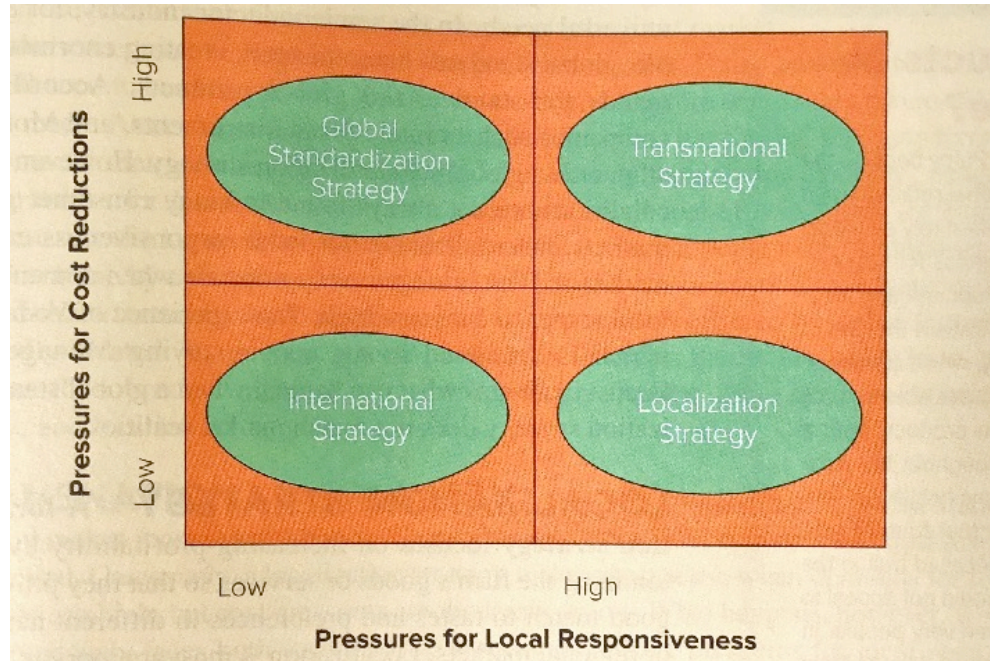 High
Pressures for Cost Reductions
Low
Global
Standardization
Strategy
Transnational
Strategy
International
Strategy
Localization
Strategy
Low
High
Pressures for Local Responsiveness